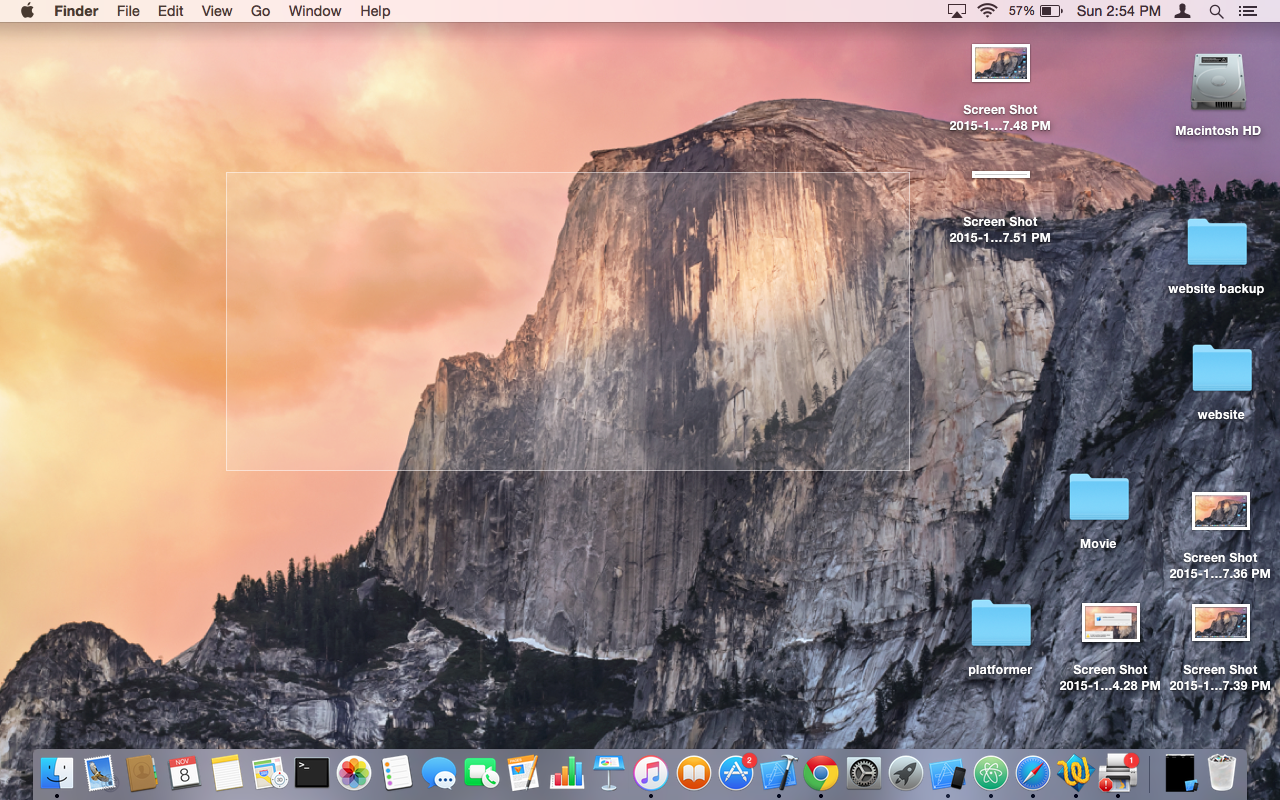 Finder File Edit View Go Window Help 57% Sun 2:54 PM
Screen Shot
2015-1...7.48 PM
Macintosh HD
Screen Shot
2015-1...7.51 PM
website backup
website
Movie
Screen Shot
2015-1...7.36 PM
platformer
Screen Shot
2015-1...4.28 PM
Screen Shot
2015-1...7.39 PM
NOV
8
>_
2
1